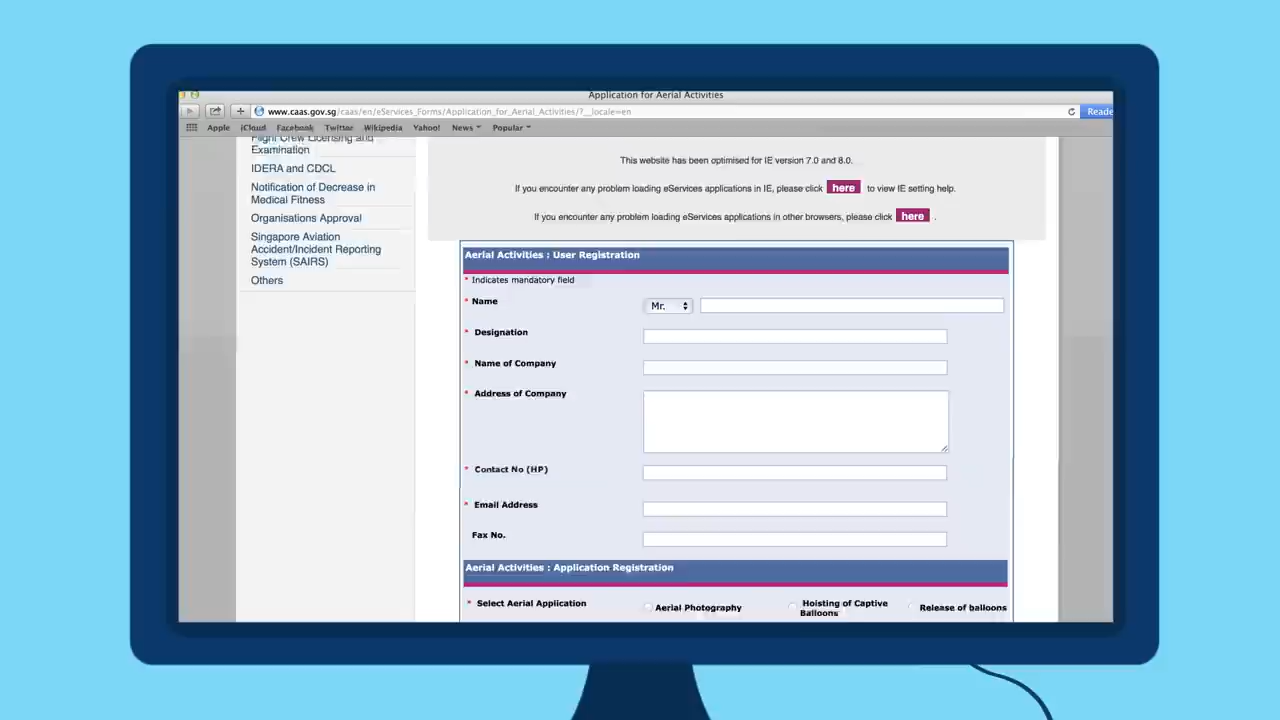 Application for Aerial Activities
www.caas.gov.sg/caas/en/eServices_Forms/Application_for_Aerial_Activities/?__locale=en
Reade
Apple iCloud Facebook Twitter Wikipedia Yahoo! News Popular
Flight Crew Licensing and
Examination
IDERA and CDCL
Notification of Decrease in
Medical Fitness
Organisations Approval
Singapore Aviation
Accident/Incident Reporting
System (SAIRS)
Others
This website has been optimised for IE version 7.0 and 8.0.
If you encounter any problem loading eServices applications in IE, please click here to view IE setting help.
If you encounter any problem loading eServices applications in other browsers, please click here .
Aerial Activities : User Registration
* Indicates mandatory field
* Name Mr.
* Designation
* Name of Company
* Address of Company
* Contact No (HP)
* Email Address
Fax No.
Aerial Activities : Application Registration
* Select Aerial Application
Aerial Photography
Hoisting of Captive
Balloons
Release of balloons